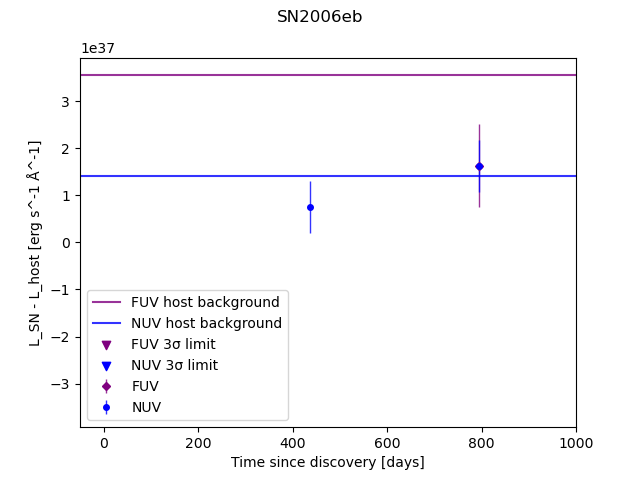 SN2006eb
1e37
3
2
1
0
−1
−2
−3
L_SN - L_host [erg s^-1 Å^-1]
FUV host background
NUV host background
FUV 3σ limit
NUV 3σ limit
FUV
NUV
0 200 400 600 800 1000
Time since discovery [days]